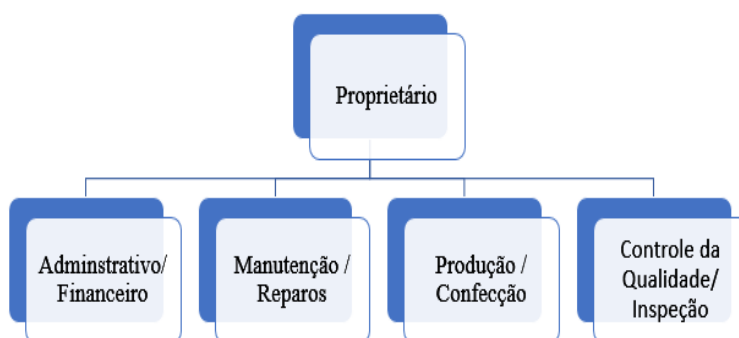 Proprietário
Adminstrativo/
Financeiro
Manutenção /
Reparos
Produção /
Confecção
Controle da
Qualidade/
Inspeção